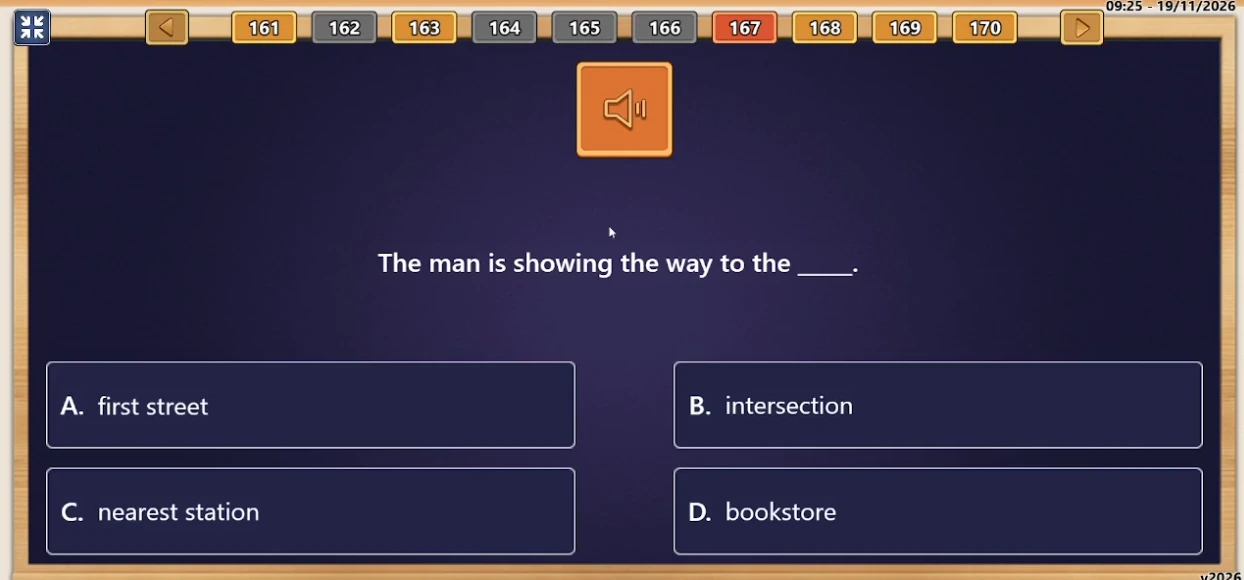 09:25 - 19/11/2026
161 162 163 164 165 166 167 168 169 170
The man is showing the way to the _____.
A. first street
B. intersection
C. nearest station
D. bookstore
v2026